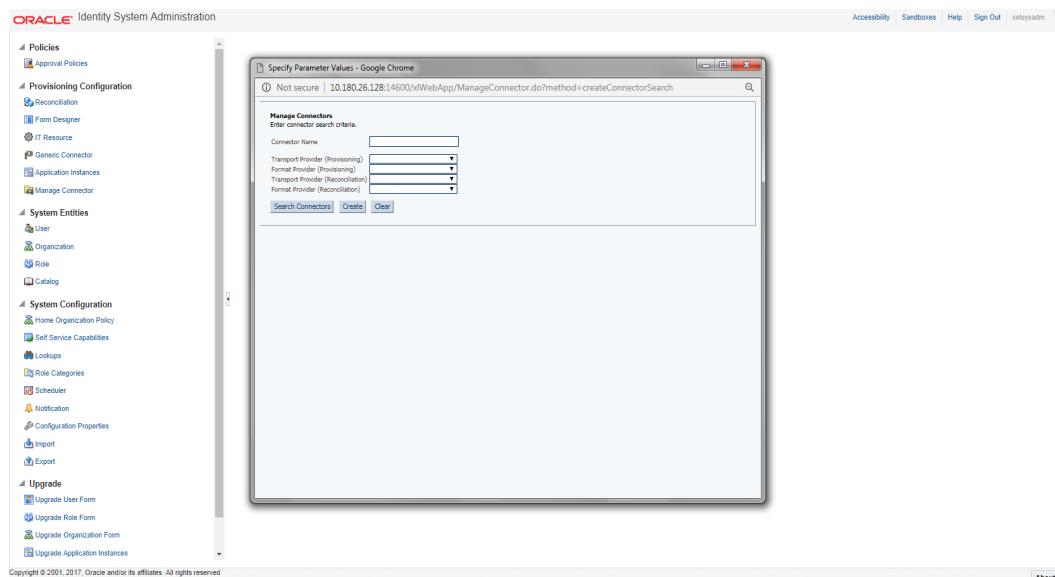 ORACLE Identity System Administration
Accessibility Sandboxes Help Sign Out xelsysadm
Policies
Approval Policies
Provisioning Configuration
Reconciliation
Form Designer
IT Resource
Generic Connector
Application Instances
Manage Connector
System Entities
User
Organization
Role
Catalog
System Configuration
Home Organization Policy
Self Service Capabilities
Lookups
Role Categories
Scheduler
Notification
Configuration Properties
Import
Export
Upgrade
Upgrade User Form
Upgrade Role Form
Upgrade Organization Form
Upgrade Application Instances
Specify Parameter Values - Google Chrome
Not secure | 10.180.26.128:14600/xlWebApp/ManageConnector.do?method=createConnectorSearch
Manage Connectors
Enter connector search criteria.
Connector Name
Transport Provider (Provisioning)
Format Provider (Provisioning)
Transport Provider (Reconciliation)
Format Provider (Reconciliation)
Search Connectors Create Clear
Copyright © 2001, 2017, Oracle and/or its affiliates. All rights reserved